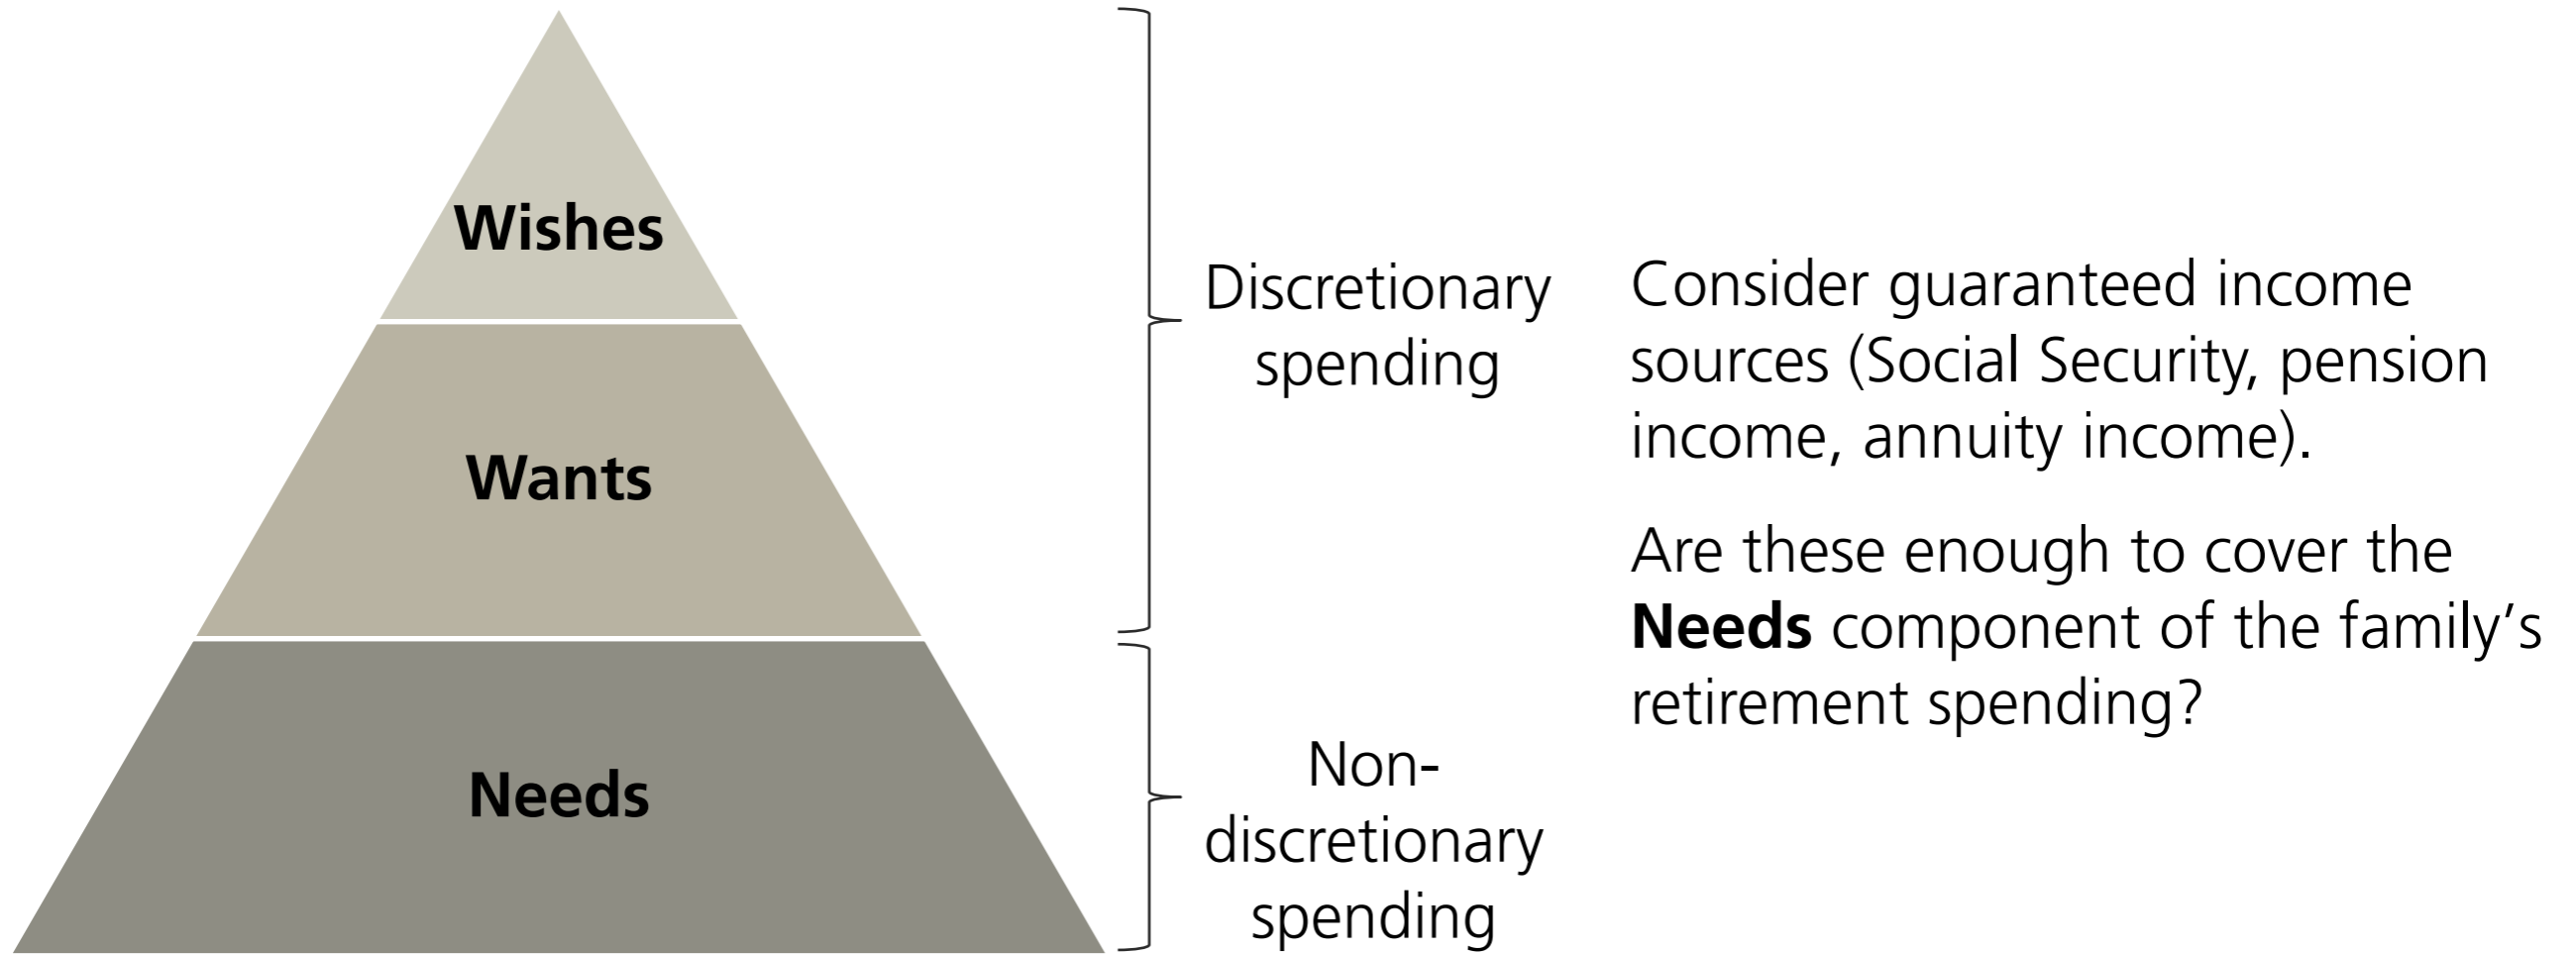 Wishes
Wants
Needs
Discretionary
spending
Non-
discretionary
spending
Consider guaranteed income
sources (Social Security, pension
income, annuity income).
Are these enough to cover the
Needs component of the family’s
retirement spending?